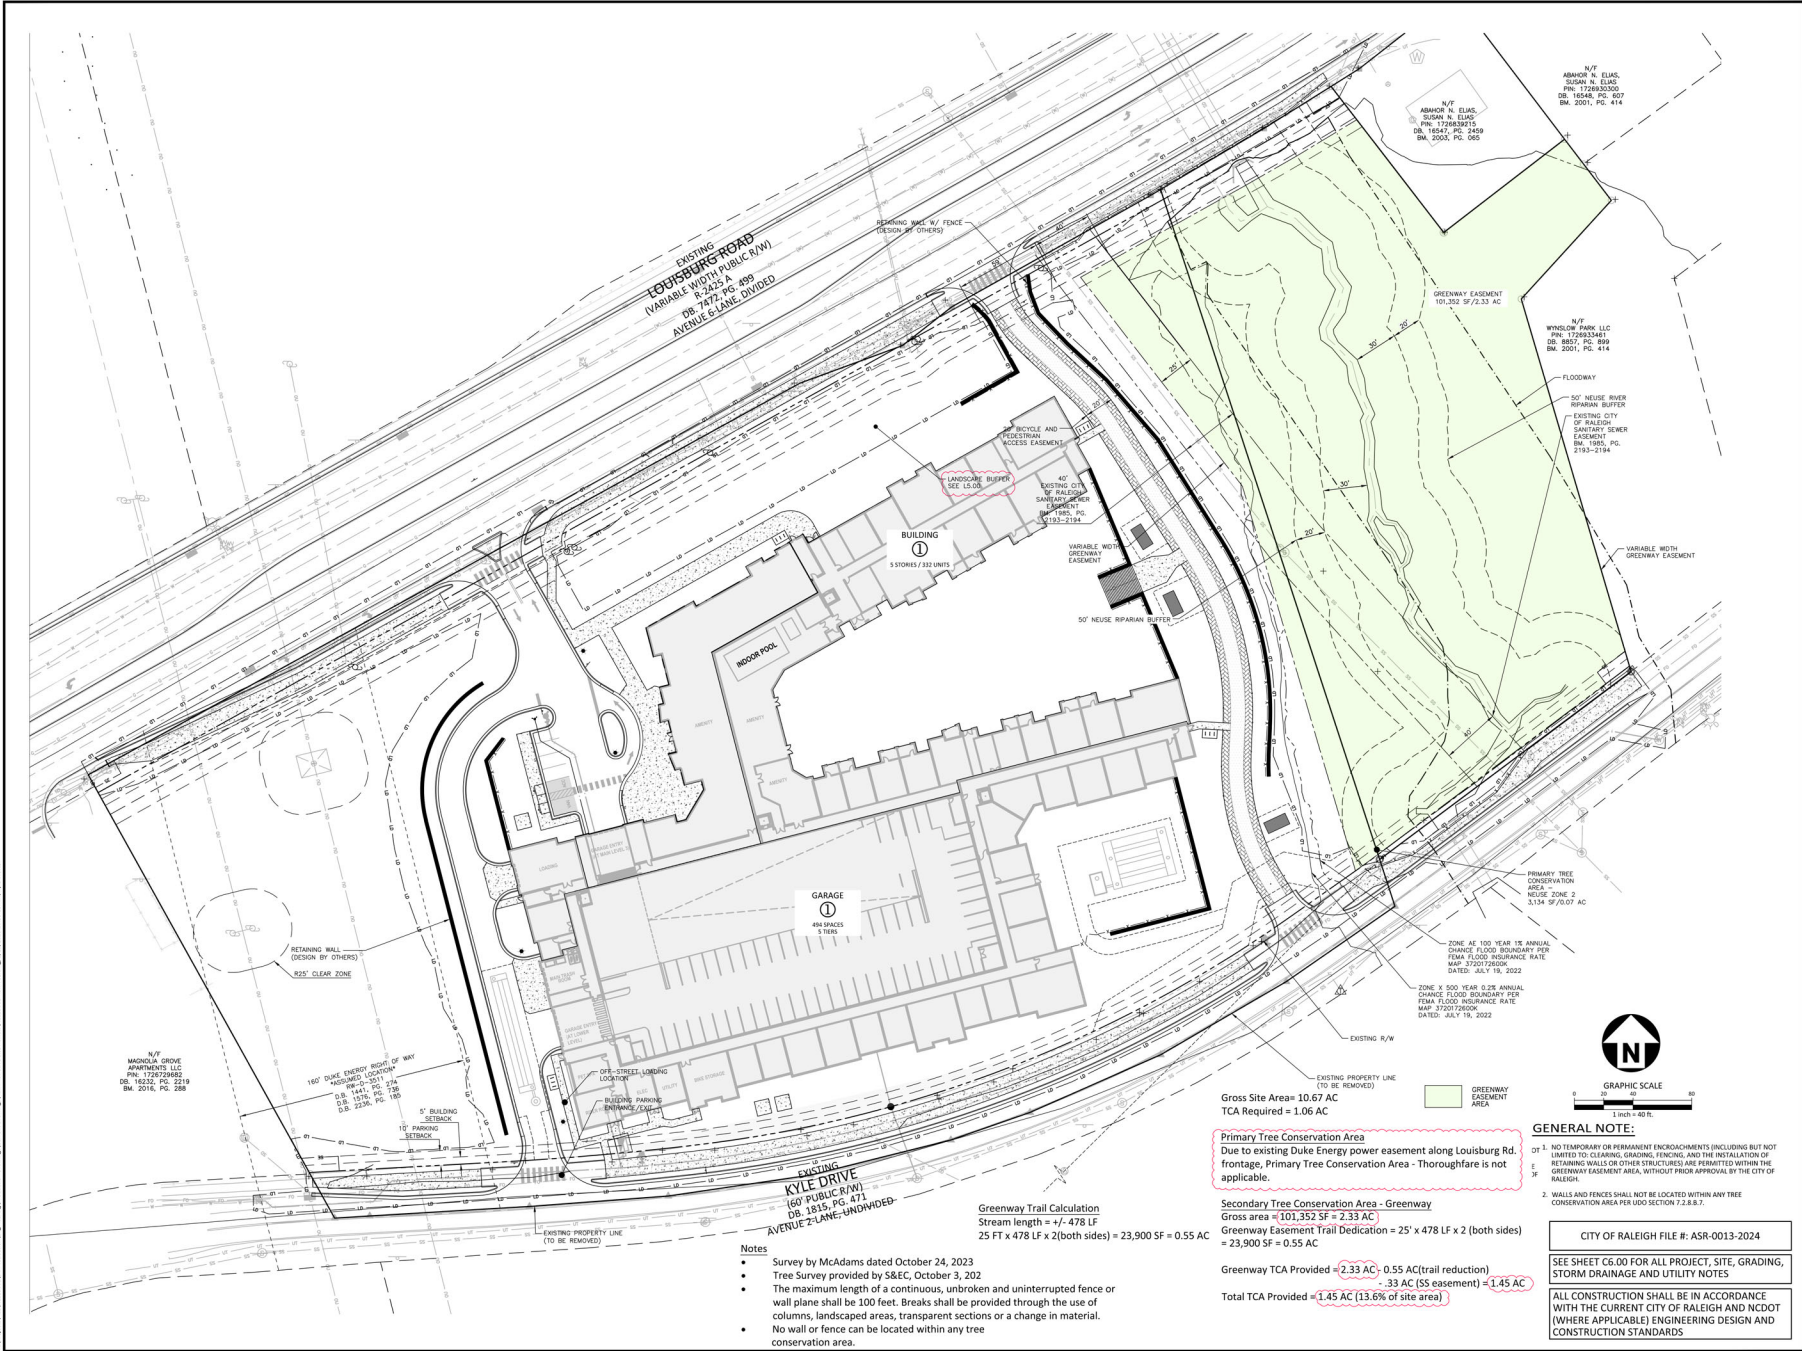 N/F
ABAHOR N. ELIAS,
SUSAN N. ELIAS
PIN: 1726930300
DB. 16548, PG. 607
BM. 2001, PG. 414
N/F
ABAHOR N. ELIAS,
SUSAN N. ELIAS
PIN: 1726839215
DB. 16547, PG. 2459
BM. 2003, PG. 065
RETAINING WALL W/ FENCE
(DESIGN BY OTHERS)
EXISTING
LOUISBURG ROAD
(VARIABLE WIDTH PUBLIC R/W)
R-2425 A
DB. 7472, PG. 499
AVENUE 6-LANE, DIVIDED
GREENWAY EASEMENT
101,352 SF/2.33 AC
N/F
WYNSLOW PARK LLC
PIN: 1726933461
DB. 8857, PG. 899
BM. 2001, PG. 414
FLOODWAY
50' NEUSE RIVER
RIPARIAN BUFFER
EXISTING CITY
OF RALEIGH
SANITARY SEWER
EASEMENT
BM. 1985, PG.
2193-2194
20'
30'
25'
20'
30'
20'
40'
20' BICYCLE AND
PEDESTRIAN
ACCESS EASEMENT
LANDSCAPE BUFFER
SEE L5.00
40'
EXISTING CITY
OF RALEIGH
SANITARY SEWER
EASEMENT
BM. 1985, PG.
2193-2194
BUILDING
1
5 STORIES / 332 UNITS
VARIABLE WIDTH
GREENWAY
EASEMENT
VARIABLE WIDTH
GREENWAY EASEMENT
50' NEUSE RIPARIAN BUFFER
INDOOR POOL
AMENITY
AMENITY
AMENITY
LOADING
GARAGE
1
494 SPACES
5 TIERS
PRIMARY TREE
CONSERVATION
AREA -
NEUSE ZONE 2
3,134 SF/0.07 AC
RETAINING WALL
(DESIGN BY OTHERS)
R25' CLEAR ZONE
ZONE AE 100 YEAR 1% ANNUAL
CHANCE FLOOD BOUNDARY PER
FEMA FLOOD INSURANCE RATE
MAP 3720172600K
DATED: JULY 19, 2022
ZONE X 500 YEAR 0.2% ANNUAL
CHANCE FLOOD BOUNDARY PER
FEMA FLOOD INSURANCE RATE
MAP 3720172600K
DATED: JULY 19, 2022
EXISTING R/W
EXISTING PROPERTY LINE
(TO BE REMOVED)
N/F
MAGNOLIA GROVE
APARTMENTS LLC
PIN: 1726729682
DB. 16232, PG. 2219
BM. 2016, PG. 288
160' DUKE ENERGY RIGHT OF WAY
*ASSUMED LOCATION*
RW-D-3511
D.B. 1441, PG. 274
D.B. 1576, PG. 736
D.B. 2236, PG. 185
5' BUILDING
SETBACK
10' PARKING
SETBACK
OFF-STREET LOADING
LOCATION
BUILDING PARKING
ENTRANCE/EXIT
UTILITY
BIKE STORAGE
EXISTING
KYLE DRIVE
(60' PUBLIC R/W)
DB. 1815, PG. 471
AVENUE 2-LANE, UNDIVIDED
EXISTING PROPERTY LINE
(TO BE REMOVED)
Gross Site Area= 10.67 AC
TCA Required = 1.06 AC
GREENWAY
EASEMENT
AREA
N
GRAPHIC SCALE
0 20 40 80
1 inch = 40 ft.
Primary Tree Conservation Area
Due to existing Duke Energy power easement along Louisburg Rd.
frontage, Primary Tree Conservation Area - Thoroughfare is not
applicable.
Secondary Tree Conservation Area - Greenway
Gross area = 101,352 SF = 2.33 AC
Greenway Easement Trail Dedication = 25' x 478 LF x 2 (both sides)
= 23,900 SF = 0.55 AC
Greenway TCA Provided = 2.33 AC - 0.55 AC(trail reduction)
- .33 AC (SS easement) = 1.45 AC
Total TCA Provided = 1.45 AC (13.6% of site area)
Greenway Trail Calculation
Stream length = +/- 478 LF
25 FT x 478 LF x 2(both sides) = 23,900 SF = 0.55 AC
Notes
• Survey by McAdams dated October 24, 2023
• Tree Survey provided by S&EC, October 3, 202
• The maximum length of a continuous, unbroken and uninterrupted fence or
wall plane shall be 100 feet. Breaks shall be provided through the use of
columns, landscaped areas, transparent sections or a change in material.
• No wall or fence can be located within any tree
conservation area.
GENERAL NOTE:
1. NO TEMPORARY OR PERMANENT ENCROACHMENTS (INCLUDING BUT NOT
LIMITED TO: CLEARING, GRADING, FENCING, AND THE INSTALLATION OF
RETAINING WALLS OR OTHER STRUCTURES) ARE PERMITTED WITHIN THE
GREENWAY EASEMENT AREA, WITHOUT PRIOR APPROVAL BY THE CITY OF
RALEIGH.
2. WALLS AND FENCES SHALL NOT BE LOCATED WITHIN ANY TREE
CONSERVATION AREA PER UDO SECTION 7.2.8.B.7.
CITY OF RALEIGH FILE #: ASR-0013-2024
SEE SHEET C6.00 FOR ALL PROJECT, SITE, GRADING,
STORM DRAINAGE AND UTILITY NOTES
ALL CONSTRUCTION SHALL BE IN ACCORDANCE
WITH THE CURRENT CITY OF RALEIGH AND NCDOT
(WHERE APPLICABLE) ENGINEERING DESIGN AND
CONSTRUCTION STANDARDS